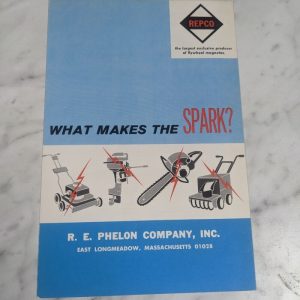 REPCO
the largest exclusive producer
of flywheel magnetos
WHAT MAKES THE SPARK?
R. E. PHELON COMPANY, INC.
EAST LONGMEADOW, MASSACHUSETTS 01028